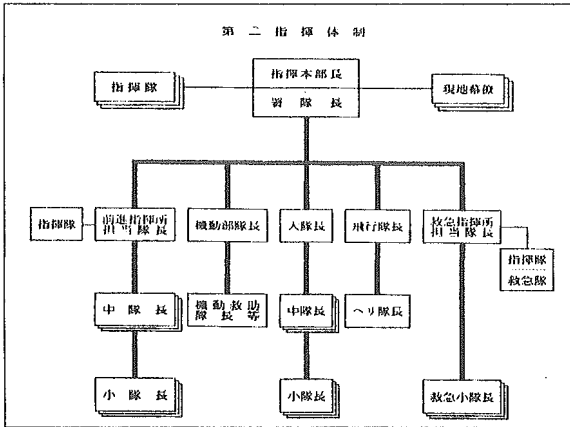 第二指揮体制
指揮本部長
指揮隊
現地幕僚
署隊長
指揮隊
前進指揮所
担当隊長
機動部隊長
大隊長
飛行隊長
救急指揮所
担当隊長
指揮隊
救急隊
中隊長
機動救助
隊長等
中隊長
ヘリ隊長
小隊長
小隊長
救急小隊長